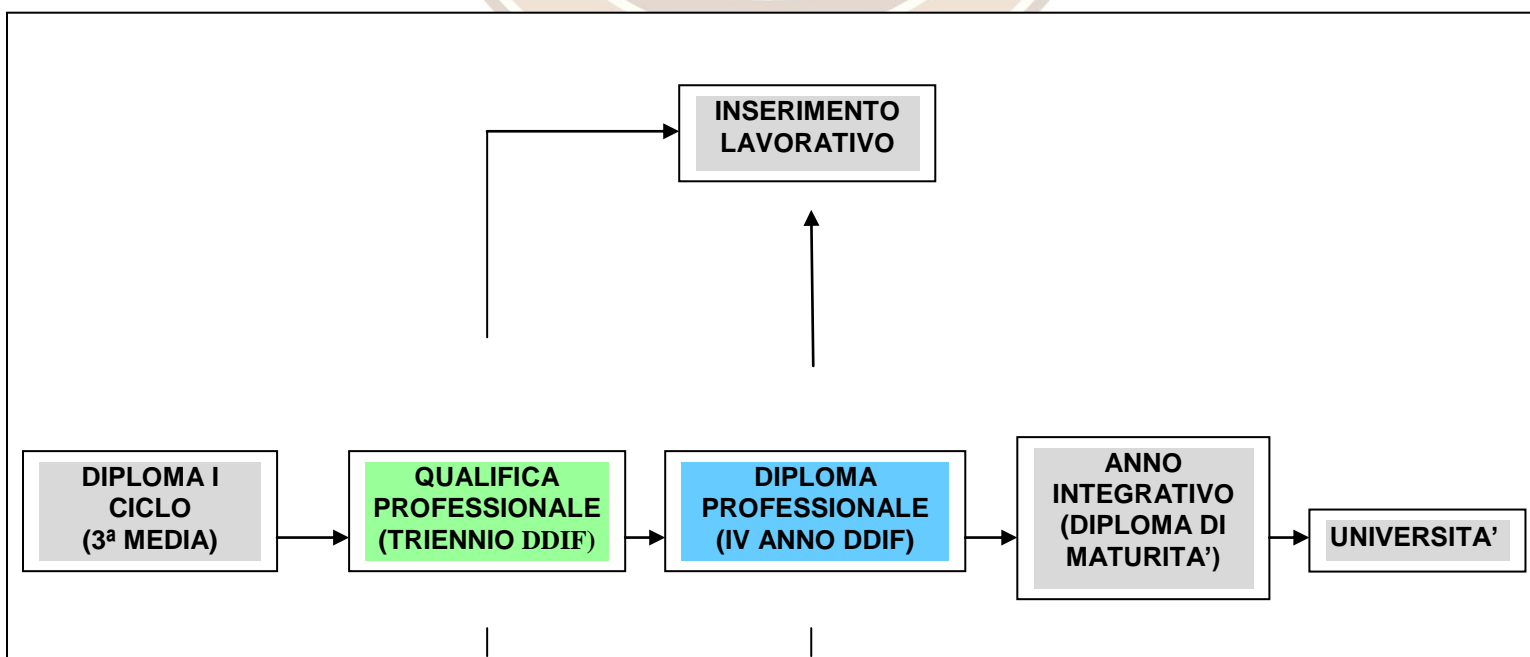 INSERIMENTO
LAVORATIVO
DIPLOMA I
CICLO
(3ª MEDIA)
QUALIFICA
PROFESSIONALE
(TRIENNIO DDIF)
DIPLOMA
PROFESSIONALE
(IV ANNO DDIF)
ANNO
INTEGRATIVO
(DIPLOMA DI
MATURITA’)
UNIVERSITA’